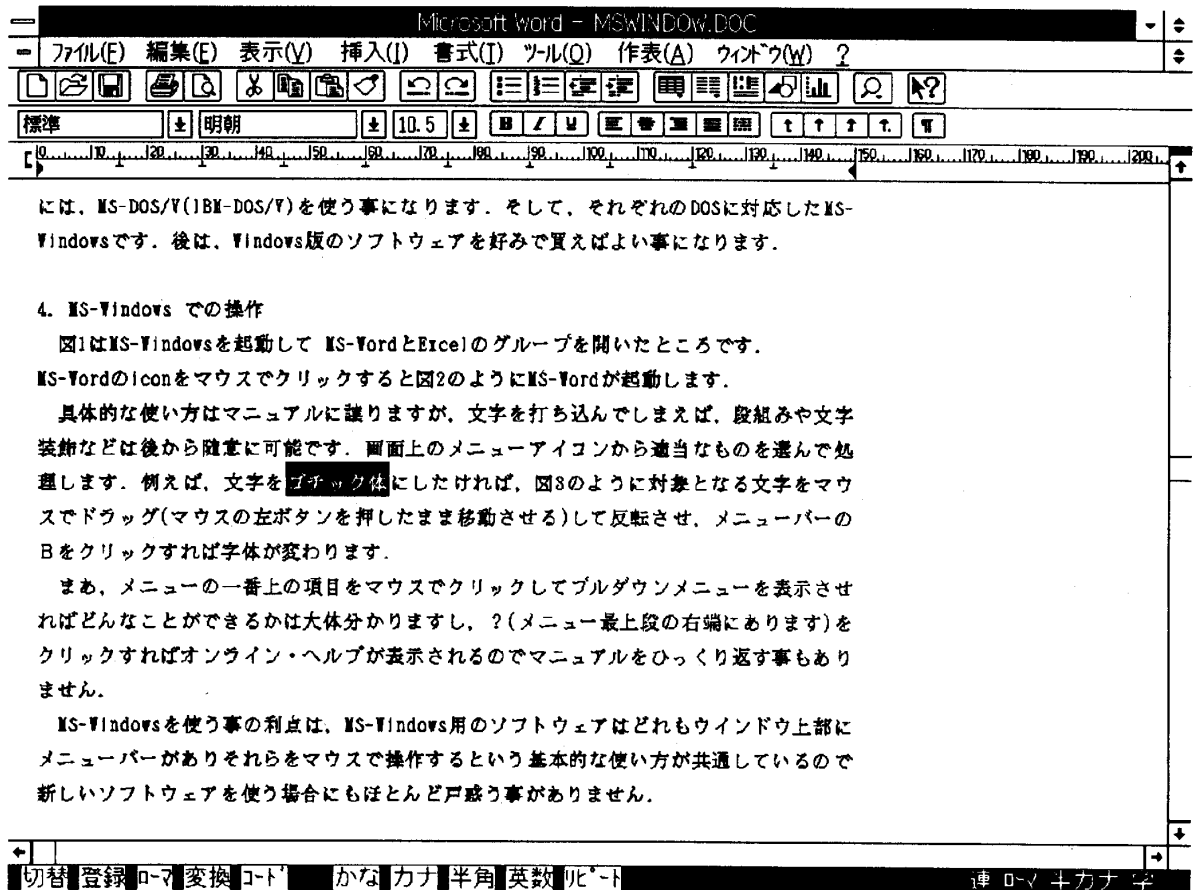 Microsoft Word - MSWINDOW.DOC
ファイル(F) 編集(E) 表示(V) 挿入(I) 書式(T) ツール(O) 作表(A) ウィンドウ(W) ?
標準 明朝 10.5 B I U
0 10 20 30 40 50 60 70 80 90 100 110 120 130 140 150 160 170 180 190 200
には，MS-DOS/V(IBM-DOS/V)を使う事になります．そして，それぞれのDOSに対応したMS-
Windowsです．後は，Windows版のソフトウェアを好みで買えばよい事になります．
4. MS-Windows での操作
図1はMS-Windowsを起動して MS-WordとExcelのグループを開いたところです．
MS-Wordのiconをマウスでクリックすると図2のようにMS-Wordが起動します．
具体的な使い方はマニュアルに譲りますが，文字を打ち込んでしまえば，段組みや文字
装飾などは後から随意に可能です．画面上のメニューアイコンから適当なものを選んで処
理します．例えば，文字をゴチック体にしたければ，図3のように対象となる文字をマウ
スでドラッグ(マウスの左ボタンを押したまま移動させる)して反転させ，メニューバーの
Ｂをクリックすれば字体が変わります．
まあ，メニューの一番上の項目をマウスでクリックしてプルダウンメニューを表示させ
ればどんなことができるかは大体分かりますし，？(メニュー最上段の右端にあります)を
クリックすればオンライン・ヘルプが表示されるのでマニュアルをひっくり返す事もあり
ません．
MS-Windowsを使う事の利点は，MS-Windows用のソフトウェアはどれもウインドウ上部に
メニューバーがありそれらをマウスで操作するという基本的な使い方が共通しているので
新しいソフトウェアを使う場合にもほとんど戸惑う事がありません．
切替 登録 ローマ 変換 コード かな カナ 半角 英数 リピート 連 ローマ